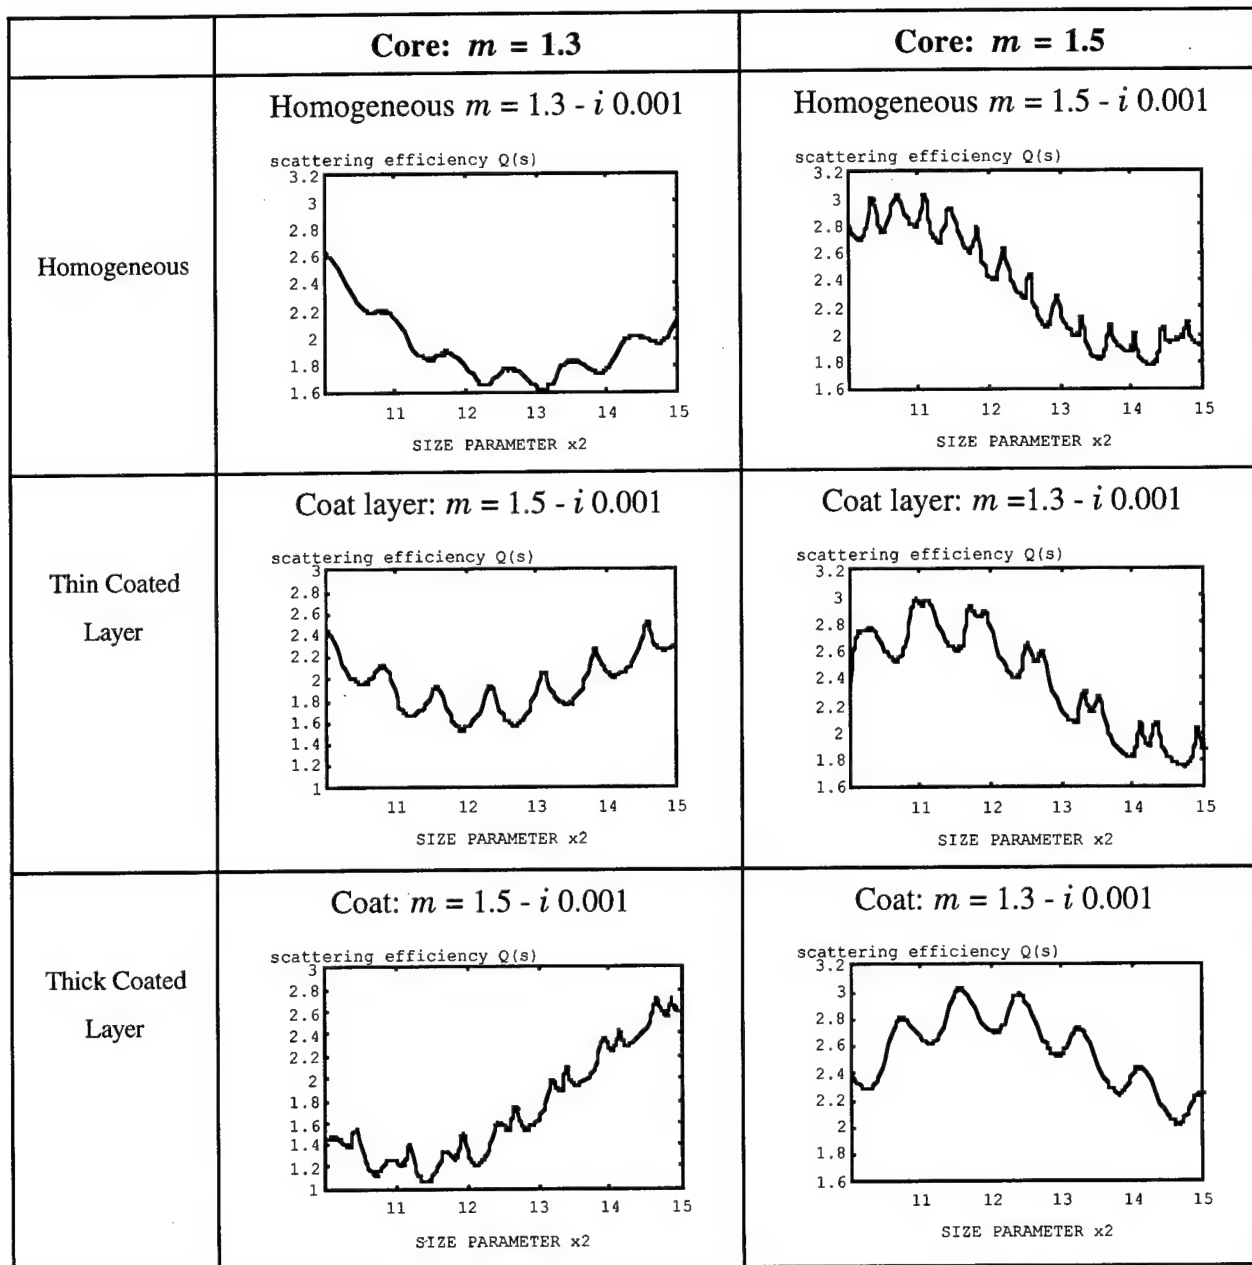 Core: m = 1.3
Core: m = 1.5
Homogeneous
Homogeneous m = 1.3 - i 0.001
scattering efficiency Q(s)
3.2
3
2.8
2.6
2.4
2.2
2
1.8
1.6
11 12 13 14 15
SIZE PARAMETER x2
Homogeneous m = 1.5 - i 0.001
scattering efficiency Q(s)
3.2
3
2.8
2.6
2.4
2.2
2
1.8
1.6
11 12 13 14 15
SIZE PARAMETER x2
Thin Coated
Layer
Coat layer: m = 1.5 - i 0.001
scattering efficiency Q(s)
3
2.8
2.6
2.4
2.2
2
1.8
1.6
1.4
1.2
1
11 12 13 14 15
SIZE PARAMETER x2
Coat layer: m =1.3 - i 0.001
scattering efficiency Q(s)
3.2
3
2.8
2.6
2.4
2.2
2
1.8
1.6
11 12 13 14 15
SIZE PARAMETER x2
Thick Coated
Layer
Coat: m = 1.5 - i 0.001
scattering efficiency Q(s)
3
2.8
2.6
2.4
2.2
2
1.8
1.6
1.4
1.2
1
11 12 13 14 15
SIZE PARAMETER x2
Coat: m = 1.3 - i 0.001
scattering efficiency Q(s)
3.2
3
2.8
2.6
2.4
2.2
2
1.8
1.6
11 12 13 14 15
SIZE PARAMETER x2